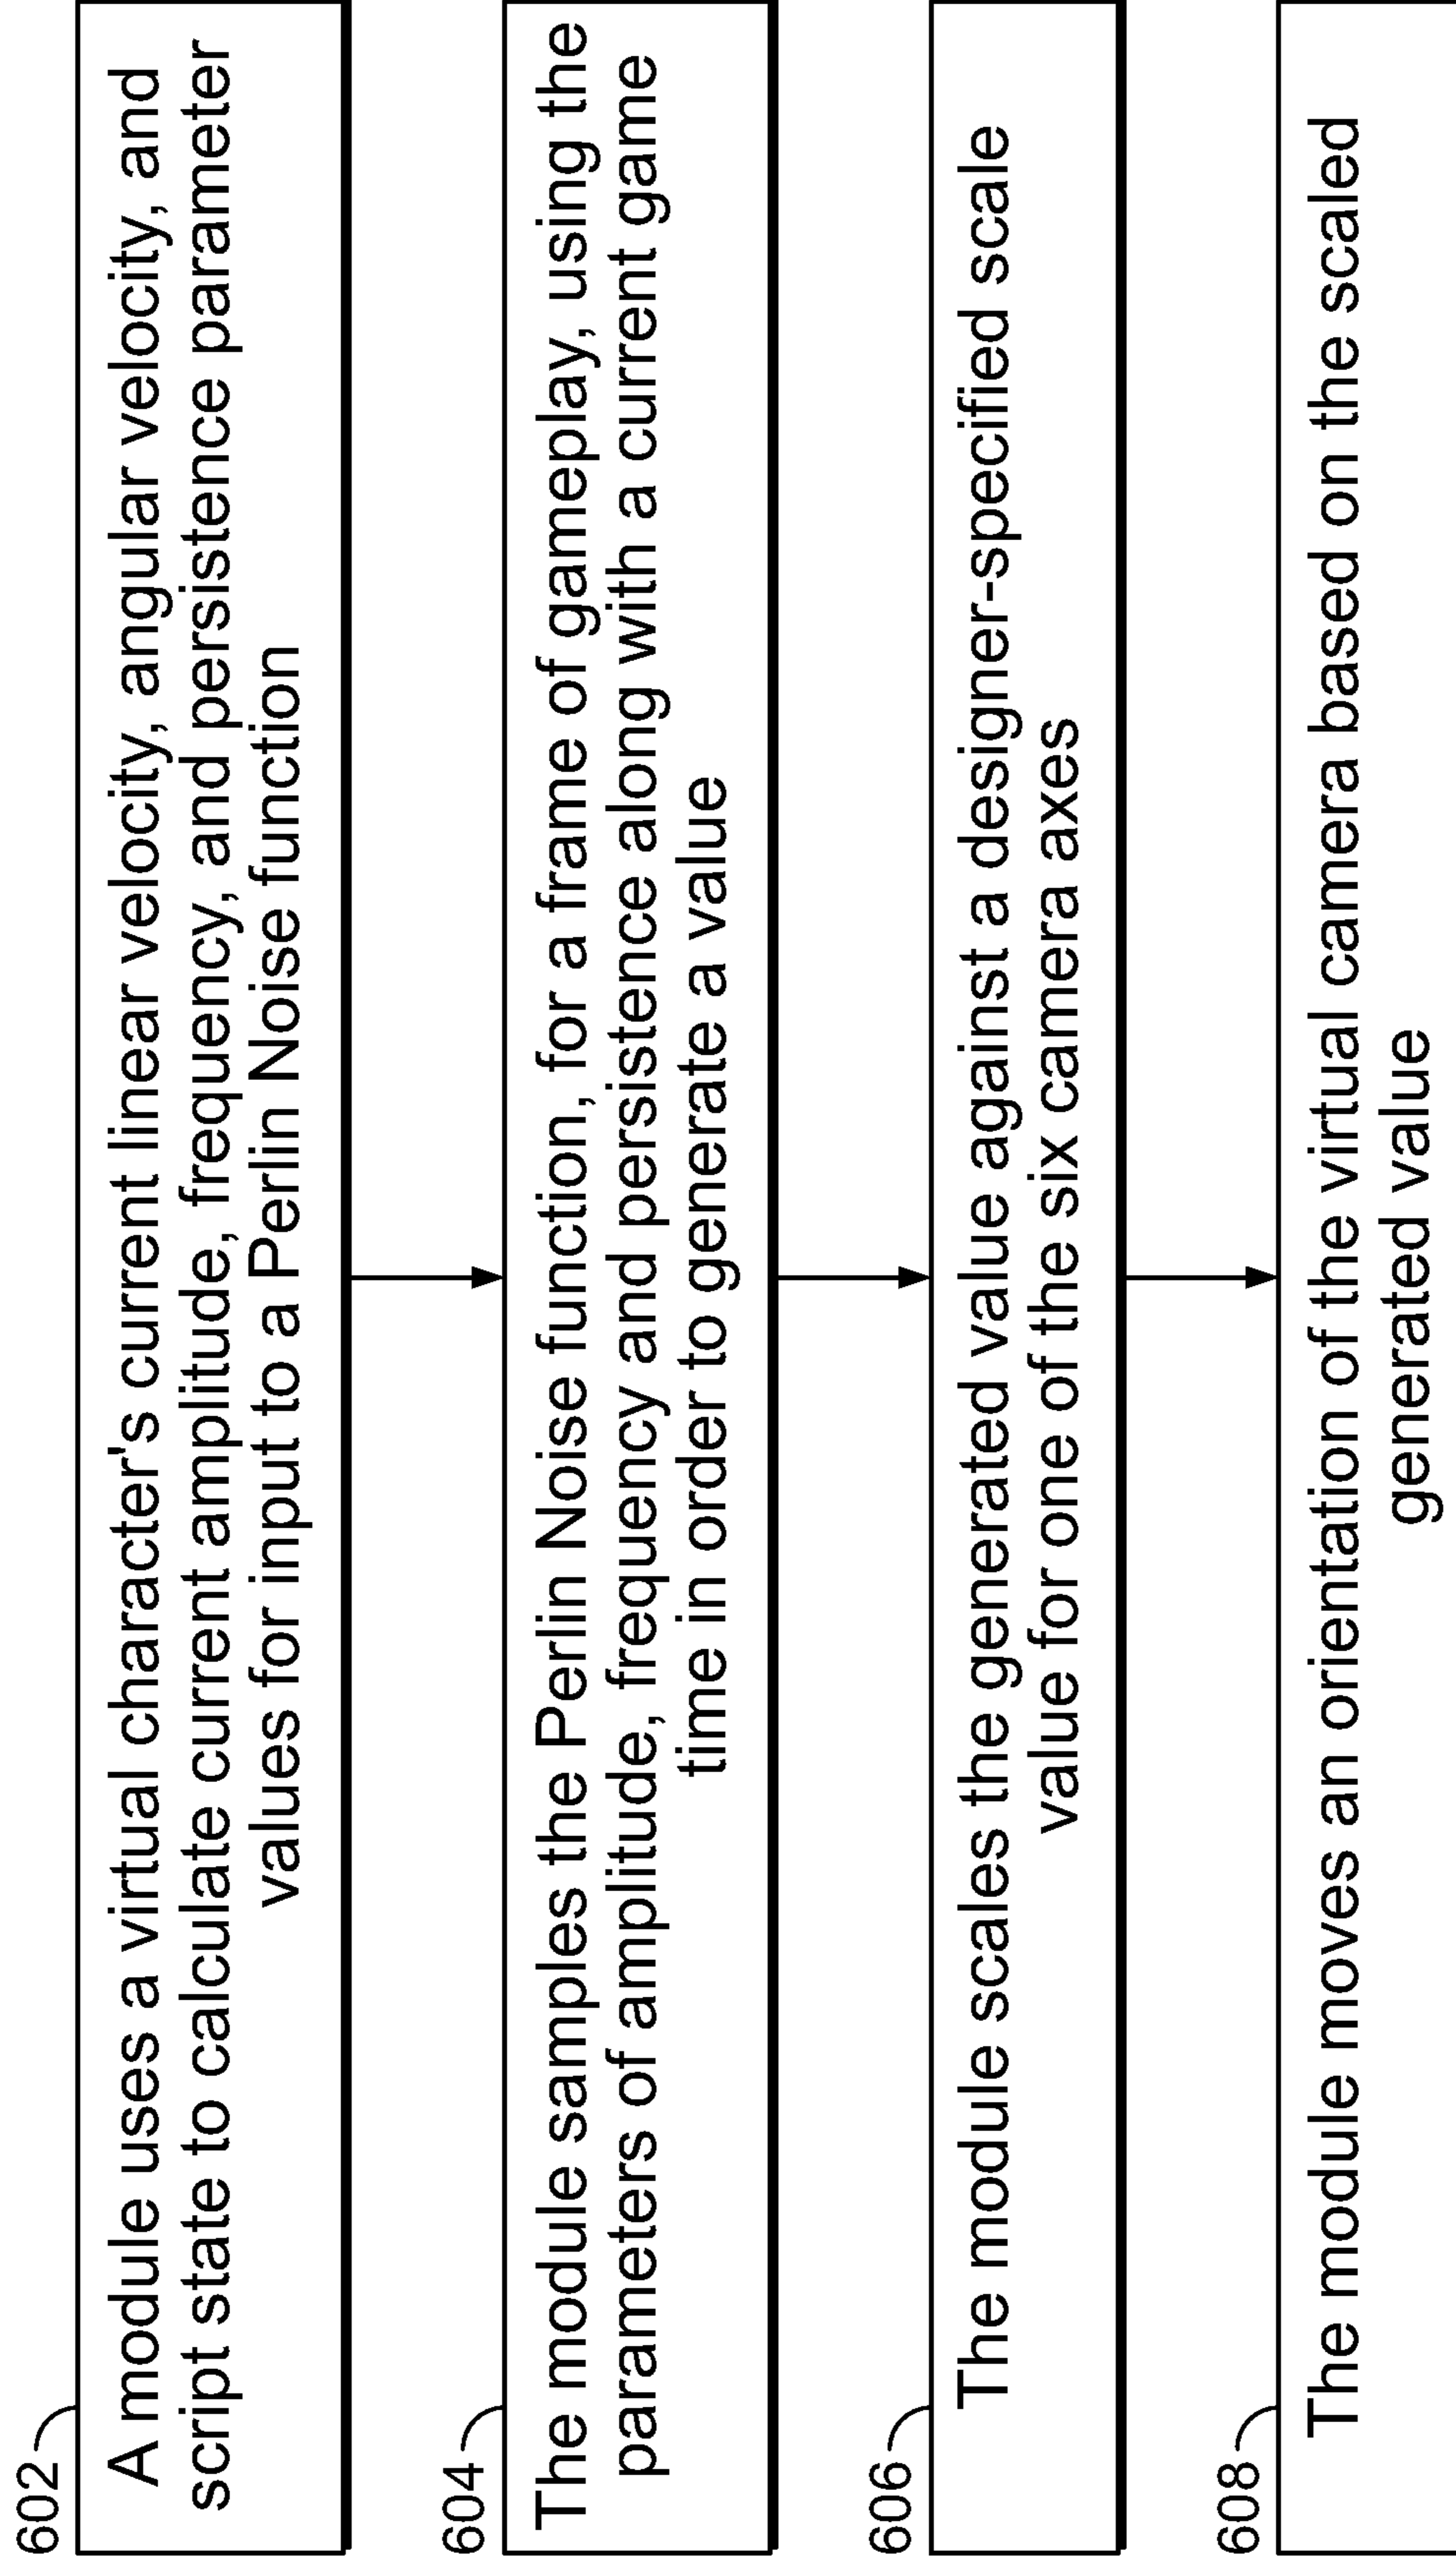 602
A module uses a virtual character's current linear velocity, angular velocity, and
script state to calculate current amplitude, frequency, and persistence parameter
values for input to a Perlin Noise function
604
The module samples the Perlin Noise function, for a frame of gameplay, using the
parameters of amplitude, frequency and persistence along with a current game
time in order to generate a value
606
The module scales the generated value against a designer-specified scale
value for one of the six camera axes
608
The module moves an orientation of the virtual camera based on the scaled
generated value